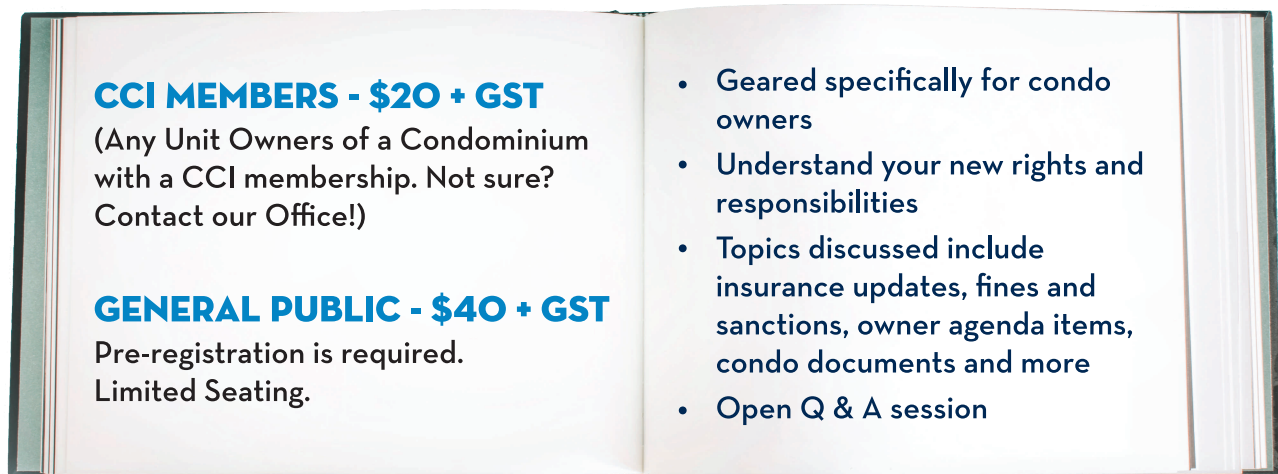 CCI MEMBERS - $20 + GST
(Any Unit Owners of a Condominium
with a CCI membership. Not sure?
Contact our Office!)
GENERAL PUBLIC - $40 + GST
Pre-registration is required.
Limited Seating.
• Geared specifically for condo
owners
• Understand your new rights and
responsibilities
• Topics discussed include
insurance updates, fines and
sanctions, owner agenda items,
condo documents and more
• Open Q & A session